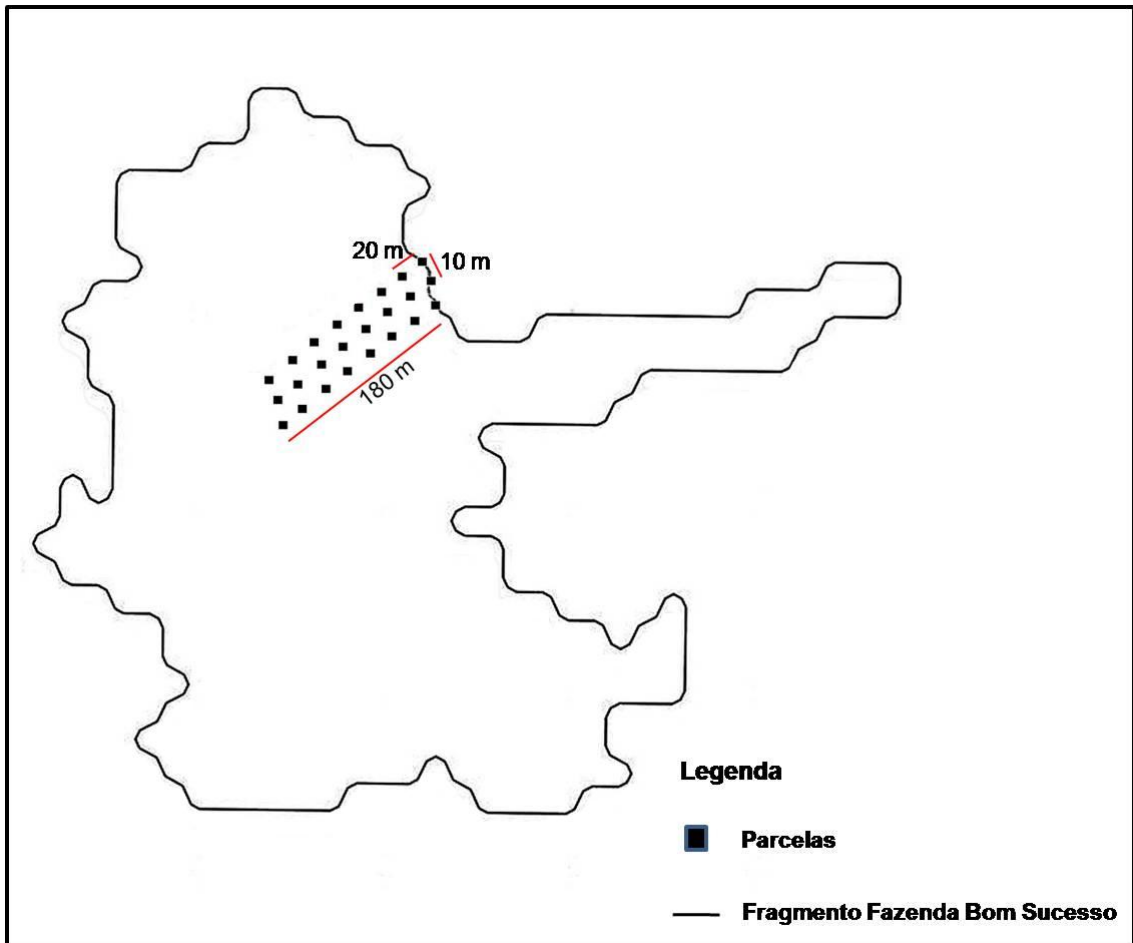 20 m
10 m
180 m
Legenda
Parcelas
Fragmento Fazenda Bom Sucesso